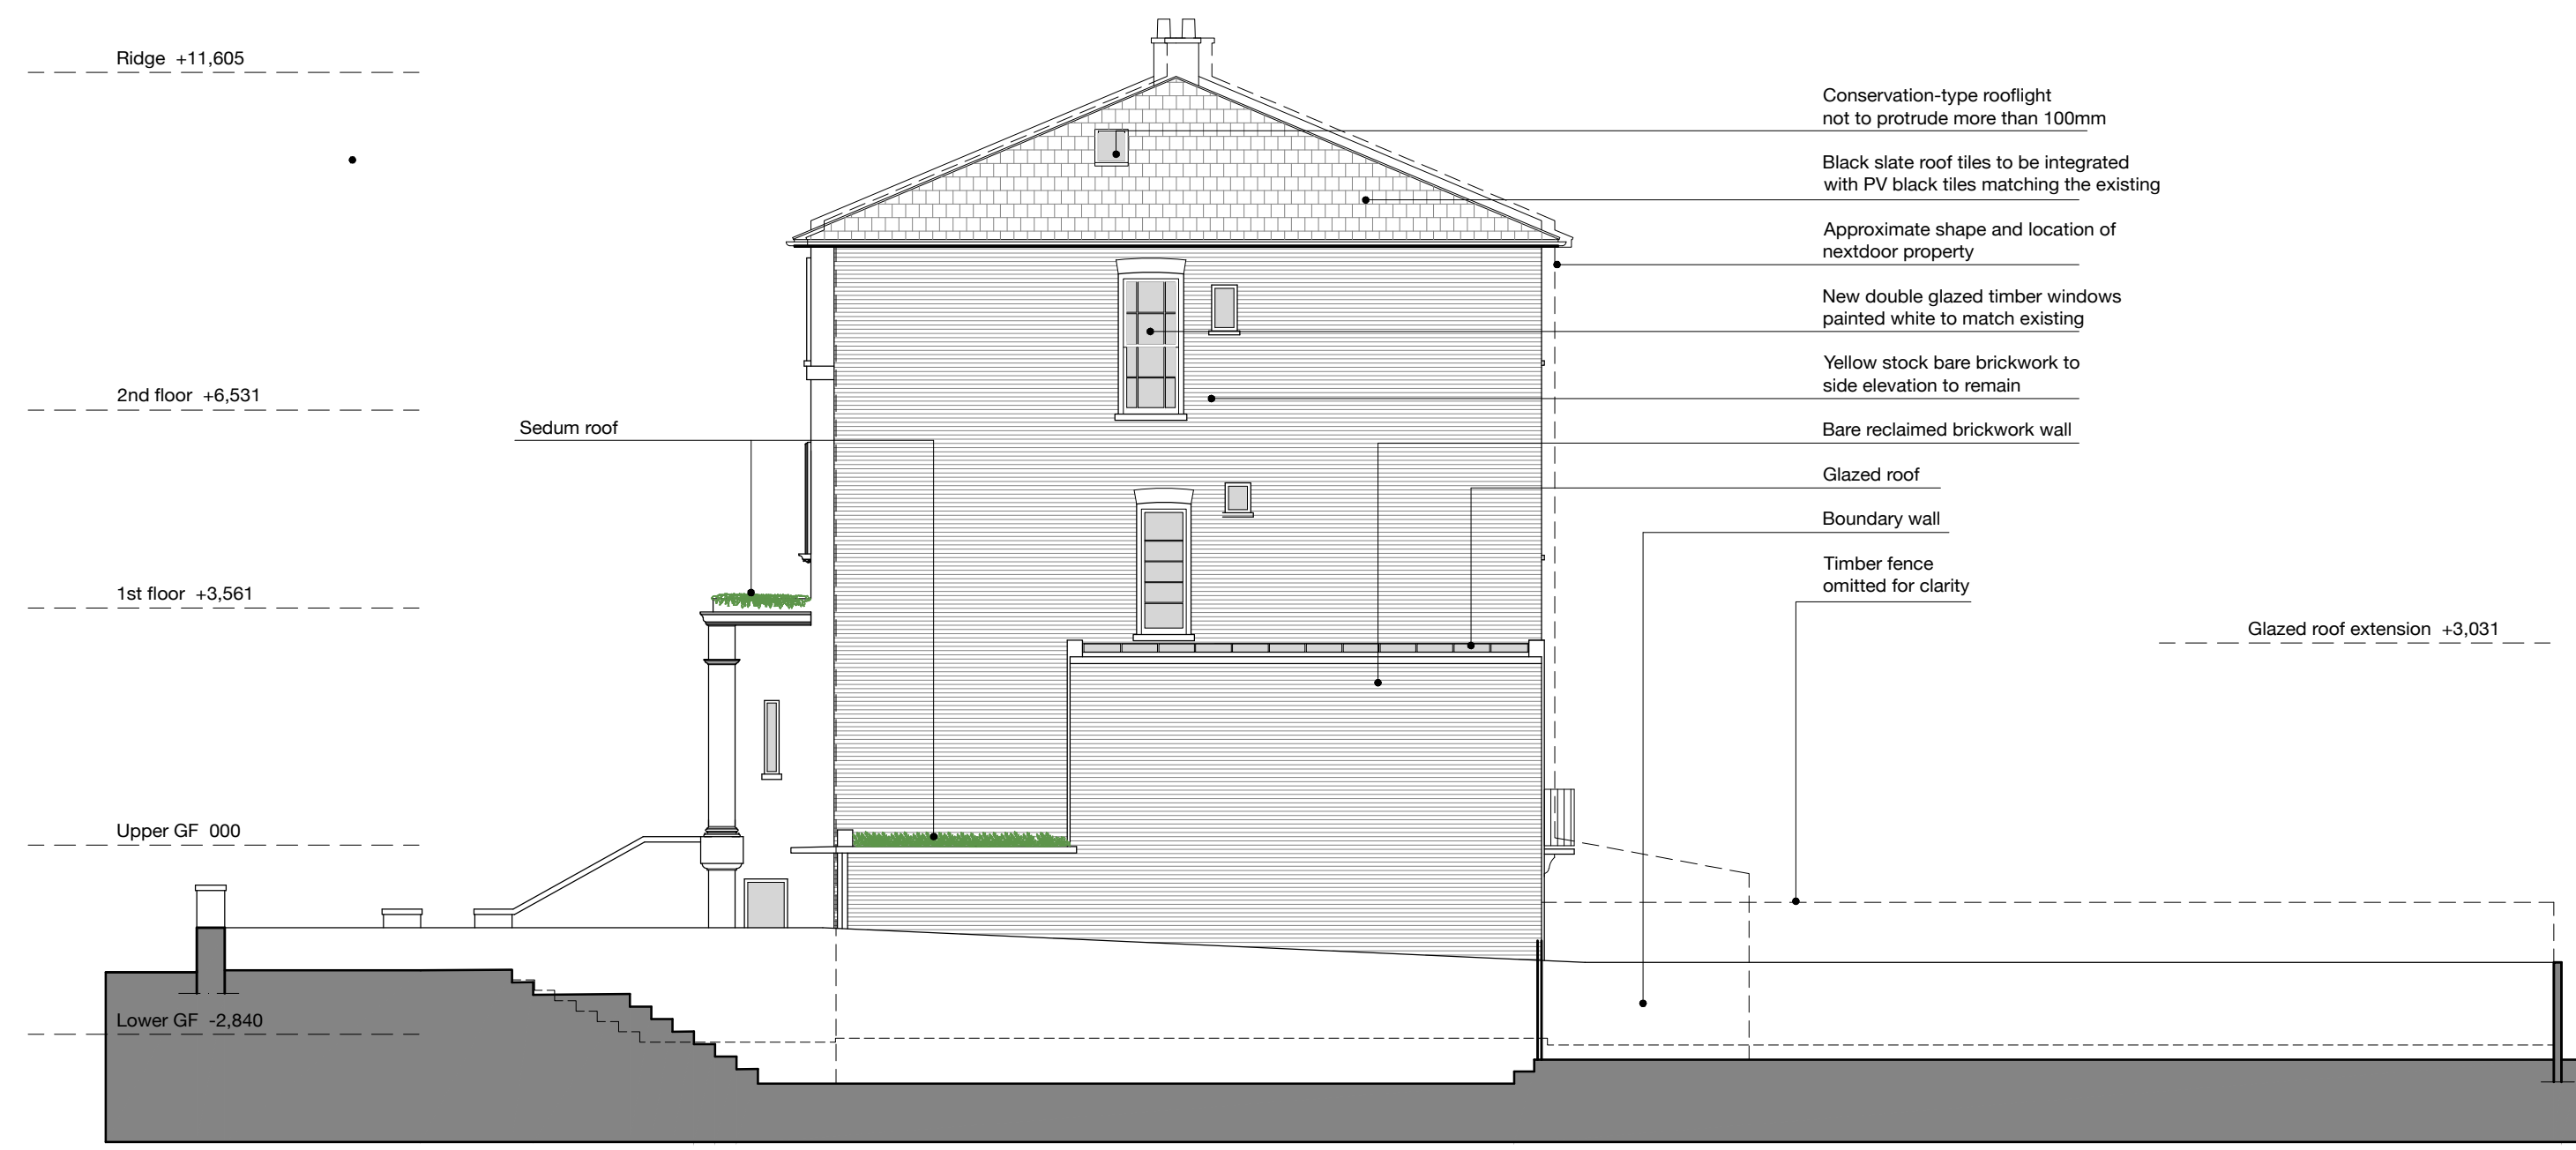 Ridge +11,605
2nd floor +6,531
Sedum roof
1st floor +3,561
Upper GF 000
Lower GF -2,840
Conservation-type rooflight
not to protrude more than 100mm
Black slate roof tiles to be integrated
with PV black tiles matching the existing
Approximate shape and location of
nextdoor property
New double glazed timber windows
painted white to match existing
Yellow stock bare brickwork to
side elevation to remain
Bare reclaimed brickwork wall
Glazed roof
Boundary wall
Timber fence
omitted for clarity
Glazed roof extension +3,031